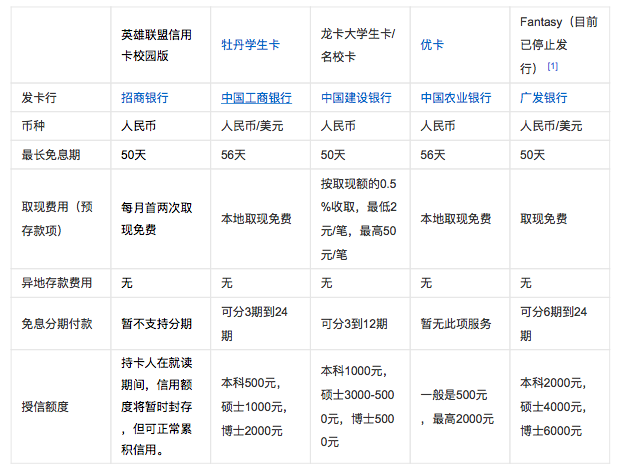 英雄联盟信用
卡校园版
牡丹学生卡
龙卡大学生卡/
名校卡
优卡
Fantasy（目前
已停止发
行） [1]
发卡行
招商银行
中国工商银行
中国建设银行
中国农业银行
广发银行
币种
人民币
人民币/美元
人民币
人民币
人民币/美元
最长免息期
50天
56天
50天
56天
50天
取现费用（预
存款项）
每月首两次取
现免费
本地取现免费
按取现额的0.5
%收取，最低2
元/笔，最高50
元/笔
本地取现免费
取现免费
异地存款费用
无
无
无
无
无
免息分期付款
暂不支持分期
可分3期到24
期
可分3到12期
暂无此项服务
可分6期到24
期
授信额度
持卡人在就读
期间，信用额
度将暂时封存
，但可正常累
积信用。
本科500元，
硕士1000元，
博士2000元
本科1000元，
硕士3000-500
0元，博士500
0元
一般是500元
，最高2000元
本科2000元，
硕士4000元，
博士6000元